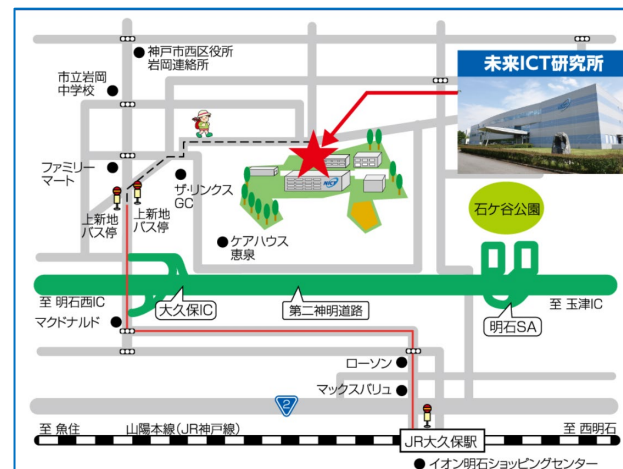 神戸市西区役所
岩岡連絡所
未来ICT研究所
市立岩岡
中学校
ファミリー
マート
ザ・リンクス
GC
NICT
石ケ谷公園
上新地
バス停
上新地
バス停
ケアハウス
恵泉
至 明石西IC
大久保IC
第二神明道路
明石SA
至 玉津IC
マクドナルド
ローソン
マックスバリュ
2
至 魚住
山陽本線(JR神戸線)
JR大久保駅
至 西明石
イオン明石ショッピングセンター